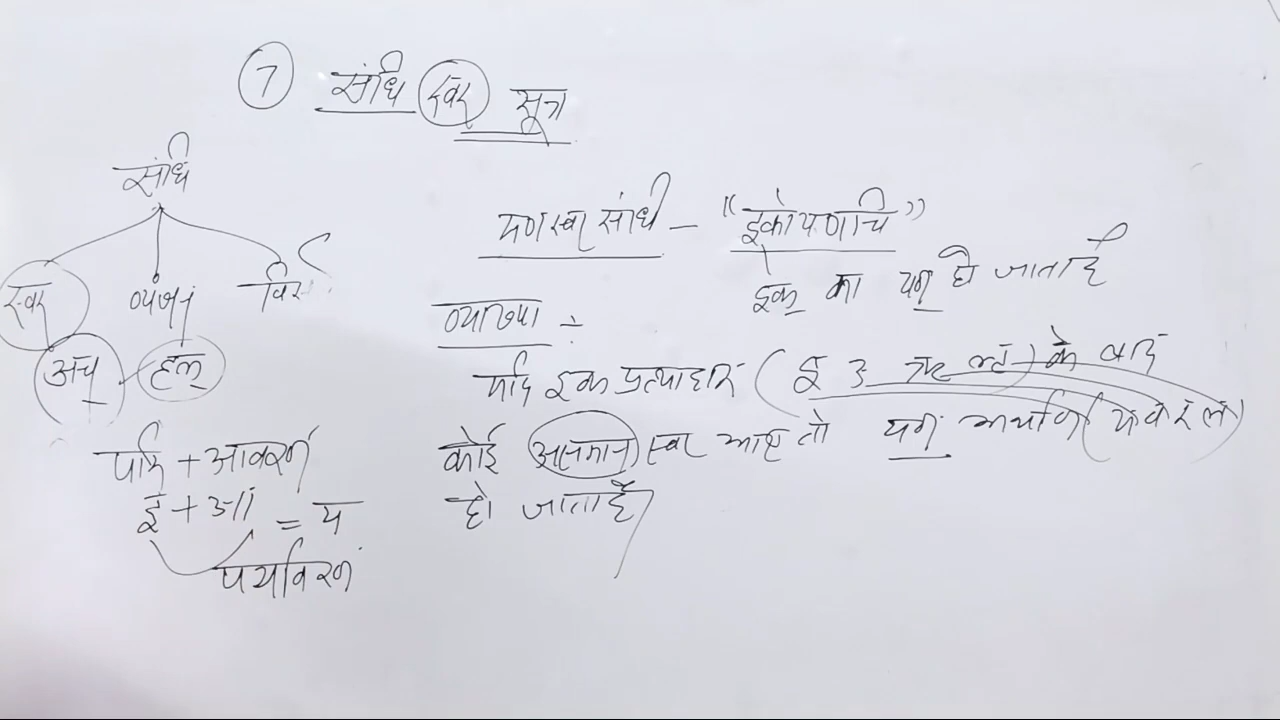 7 संधि स्वर सूत्र
संधि
स्वर व्यंजन
अच् हल्
यण स्वर संधि – "इकोयणचि"
इक् का यण् हो जाता है
व्याख्या :-
यदि इक प्रत्याहार (इ उ ऋ लृ) के बाद
कोई असमान स्वर आए तो यण् अर्थात (य व र ल)
हो जाता है
परि + आवरण
इ + आ = य
पर्यावरण